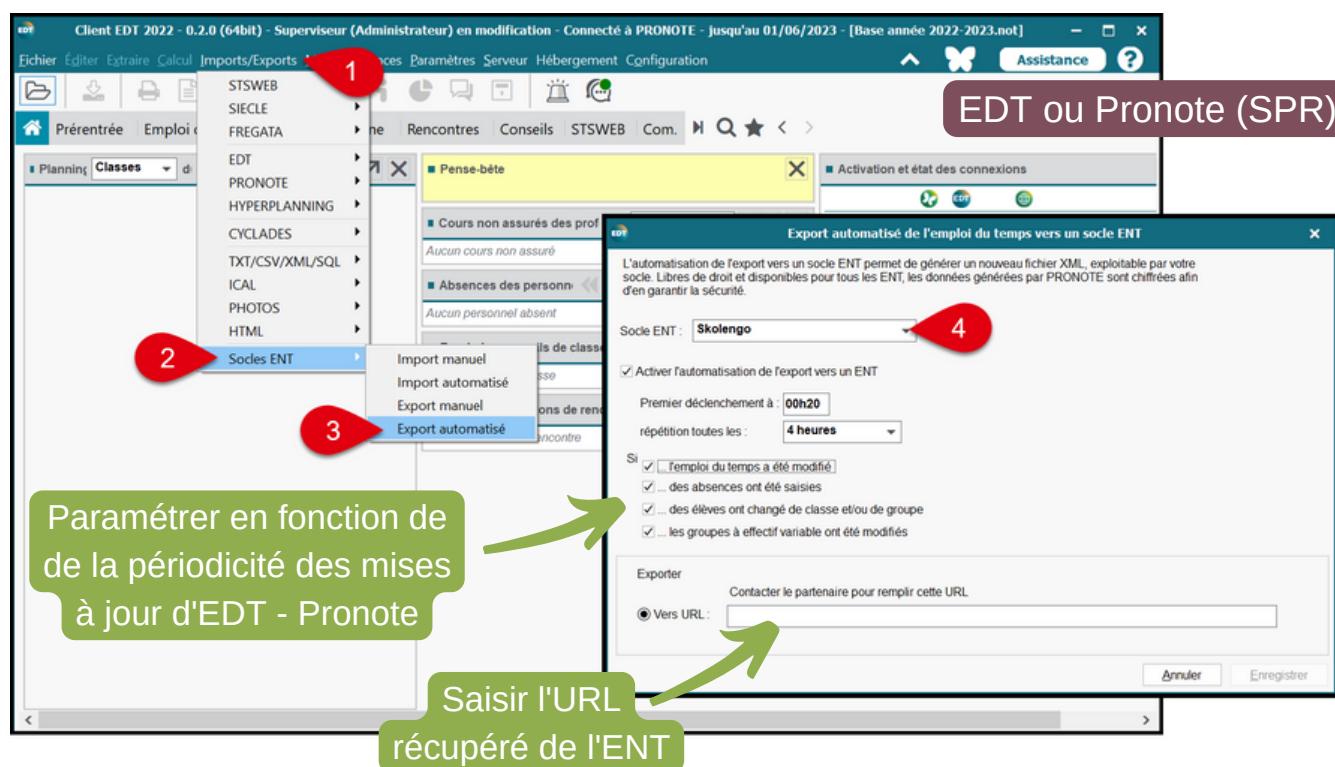 Client EDT 2022 - 0.2.0 (64bit) - Superviseur (Administrateur) en modification - Connecté à PRONOTE - jusqu'au 01/06/2023 - [Base année 2022-2023.not]
Fichier Éditer Extraire Calcul Imports/Exports Paramètres Serveur Hébergement Configuration
Assistance ?
1
EDT ou Pronote (SPR)
Prérentrée Emploi Rencontres Conseils STSWEB Com.
STSWEB
SIECLE
FREGATA
EDT
PRONOTE
HYPERPLANNING
CYCLADES
TXT/CSV/XML/SQL
ICAL
PHOTOS
HTML
Socles ENT
2
Import manuel
Import automatisé
Export manuel
Export automatisé
3
Planning Classes
Pense-bête
Cours non assurés des prof
Aucun cours non assuré
Absences des personn
Aucun personnel absent
Activation et état des connexions
EDT
Export automatisé de l'emploi du temps vers un socle ENT
L'automatisation de l'export vers un socle ENT permet de générer un nouveau fichier XML, exploitable par votre
socle. Libres de droit et disponibles pour tous les ENT, les données générées par PRONOTE sont chiffrées afin
d'en garantir la sécurité.
Socle ENT : Skolengo
4
Activer l'automatisation de l'export vers un ENT
Premier déclenchement à : 00h20
répétition toutes les : 4 heures
Si
... l'emploi du temps a été modifié
... des absences ont été saisies
... des élèves ont changé de classe et/ou de groupe
... les groupes à effectif variable ont été modifiés
Exporter
Contacter le partenaire pour remplir cette URL
Vers URL :
Annuler Enregistrer
Paramétrer en fonction de
de la périodicité des mises
à jour d'EDT - Pronote
Saisir l'URL
récupéré de l'ENT